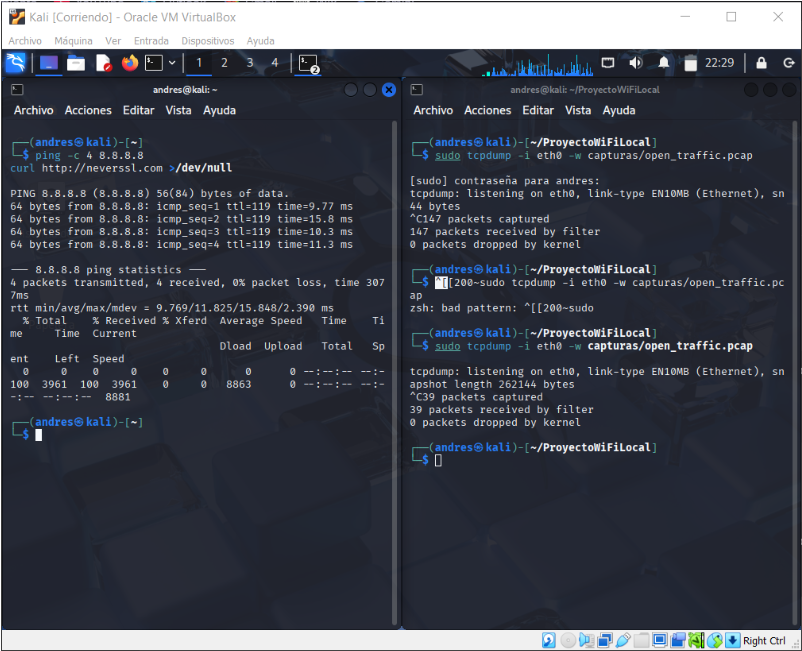 Kali [Corriendo] - Oracle VM VirtualBox
Archivo Máquina Ver Entrada Dispositivos Ayuda
1 2 3 4 2 22:29
andres@kali: ~
Archivo Acciones Editar Vista Ayuda
┌──(andres㉿kali)-[~]
└─$ ping -c 4 8.8.8.8
curl http://neverssl.com >/dev/null
PING 8.8.8.8 (8.8.8.8) 56(84) bytes of data.
64 bytes from 8.8.8.8: icmp_seq=1 ttl=119 time=9.77 ms
64 bytes from 8.8.8.8: icmp_seq=2 ttl=119 time=15.8 ms
64 bytes from 8.8.8.8: icmp_seq=3 ttl=119 time=10.3 ms
64 bytes from 8.8.8.8: icmp_seq=4 ttl=119 time=11.3 ms
--- 8.8.8.8 ping statistics ---
4 packets transmitted, 4 received, 0% packet loss, time 307
7ms
rtt min/avg/max/mdev = 9.769/11.825/15.848/2.390 ms
% Total % Received % Xferd Average Speed Time Ti
me Time Current
Dload Upload Total Sp
ent Left Speed
0 0 0 0 0 0 0 0 --:--:-- --:-
100 3961 100 3961 0 0 8863 0 --:--:-- --:-
-:-- --:--:-- 8881
┌──(andres㉿kali)-[~]
└─$
andres@kali: ~/ProyectoWiFiLocal
Archivo Acciones Editar Vista Ayuda
┌──(andres㉿kali)-[~/ProyectoWiFiLocal]
└─$ sudo tcpdump -i eth0 -w capturas/open_traffic.pcap
[sudo] contraseña para andres:
tcpdump: listening on eth0, link-type EN10MB (Ethernet), sn
44 bytes
^C147 packets captured
147 packets received by filter
0 packets dropped by kernel
┌──(andres㉿kali)-[~/ProyectoWiFiLocal]
└─$ ^[[200~sudo tcpdump -i eth0 -w capturas/open_traffic.pc
ap
zsh: bad pattern: ^[[200~sudo
┌──(andres㉿kali)-[~/ProyectoWiFiLocal]
└─$ sudo tcpdump -i eth0 -w capturas/open_traffic.pcap
tcpdump: listening on eth0, link-type EN10MB (Ethernet), sn
apshot length 262144 bytes
^C39 packets captured
39 packets received by filter
0 packets dropped by kernel
┌──(andres㉿kali)-[~/ProyectoWiFiLocal]
└─$
Right Ctrl